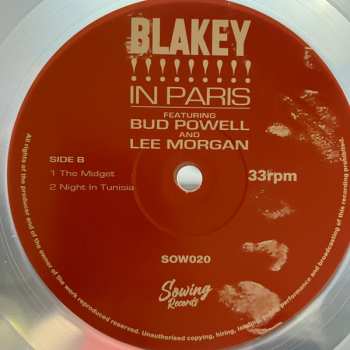 BLAKEY
!!!!!!!!!!
IN PARIS
FEATURING
BUD POWELL
AND
LEE MORGAN
SIDE B
1 The Midget
2 Night In Tunisia
33rpm
SOW020
Sowing
Records
All rights of the producer and of the owner of the work reproduced reserved. Unauthorised copying, hiring, lending, public performance and broadcasting of this recording prohibited.